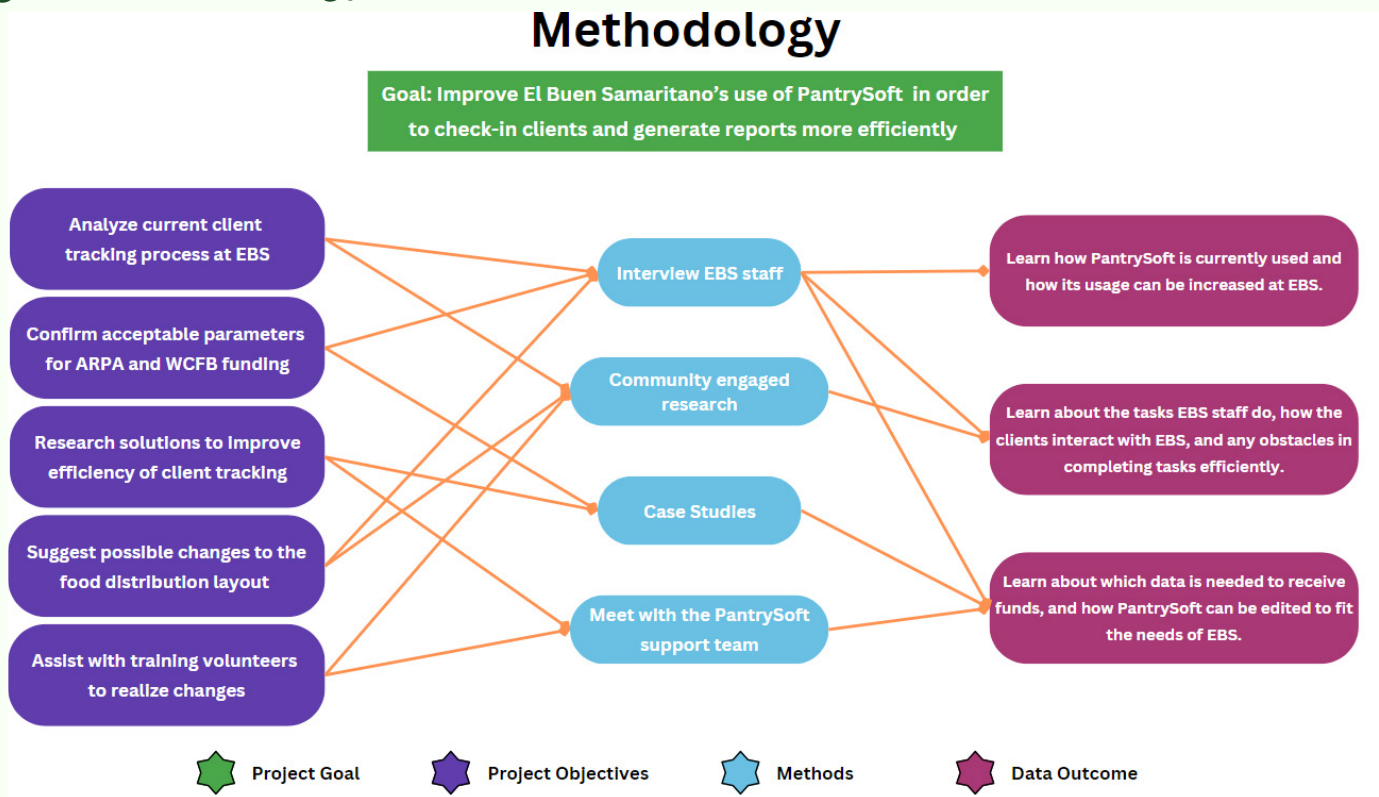 Methodology
Goal: Improve El Buen Samaritano's use of PantrySoft in order
to check-in clients and generate reports more efficiently
Analyze current client
tracking process at EBS
Confirm acceptable parameters
for ARPA and WCFB funding
Research solutions to improve
efficiency of client tracking
Suggest possible changes to the
food distribution layout
Assist with training volunteers
to realize changes
Interview EBS staff
Community engaged
research
Case Studies
Meet with the PantrySoft
support team
Learn how PantrySoft is currently used and
how its usage can be increased at EBS.
Learn about the tasks EBS staff do, how the
clients interact with EBS, and any obstacles in
completing tasks efficiently.
Learn about which data is needed to receive
funds, and how PantrySoft can be edited to fit
the needs of EBS.
Project Goal
Project Objectives
Methods
Data Outcome